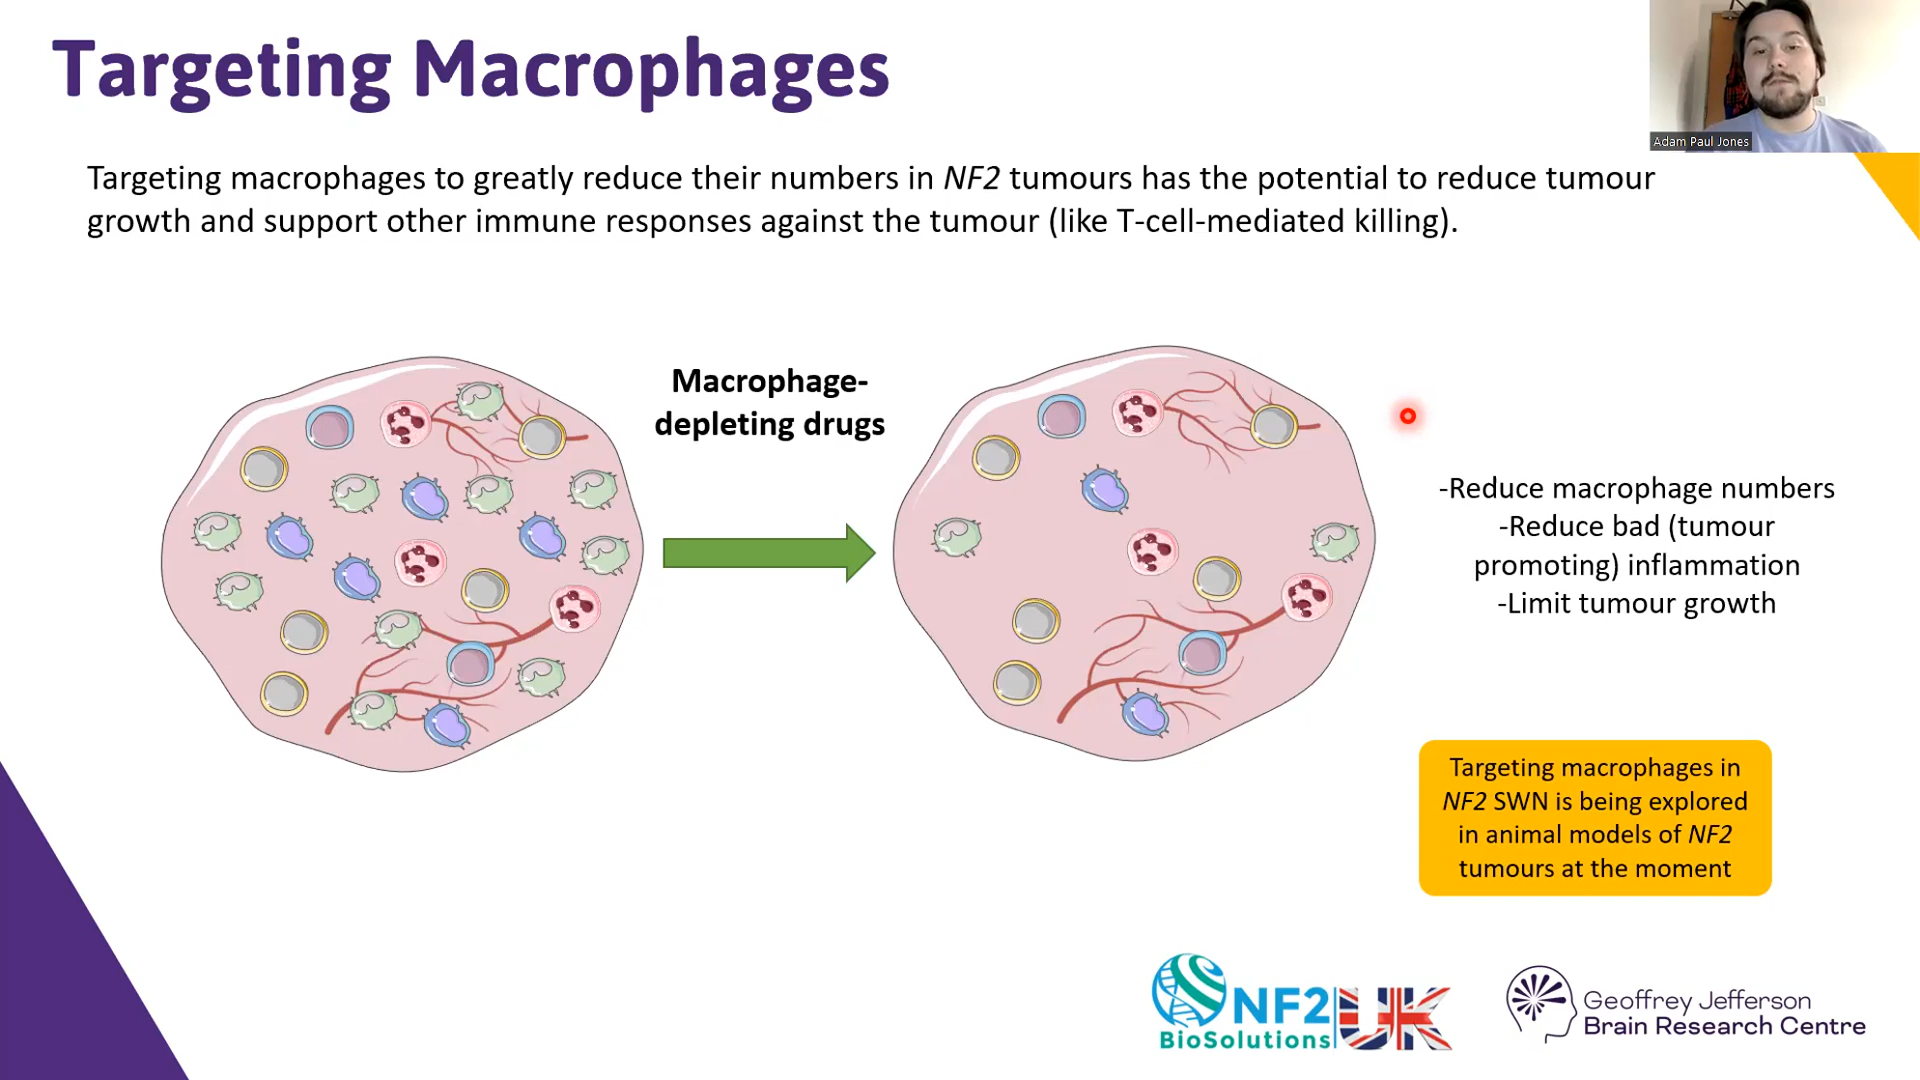 Targeting Macrophages
Adam Paul Jones
Targeting macrophages to greatly reduce their numbers in NF2 tumours has the potential to reduce tumour
growth and support other immune responses against the tumour (like T-cell-mediated killing).
Macrophage-
depleting drugs
-Reduce macrophage numbers
-Reduce bad (tumour
promoting) inflammation
-Limit tumour growth
Targeting macrophages in
NF2 SWN is being explored
in animal models of NF2
tumours at the moment
NF2 UK
BioSolutions
Geoffrey Jefferson
Brain Research Centre